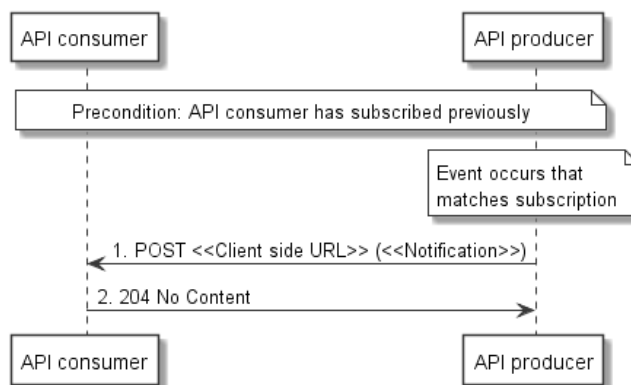 API consumer
API producer
Precondition: API consumer has subscribed previously
Event occurs that
matches subscription
1. POST <<Client side URL>> (<<Notification>>)
2. 204 No Content
API consumer
API producer